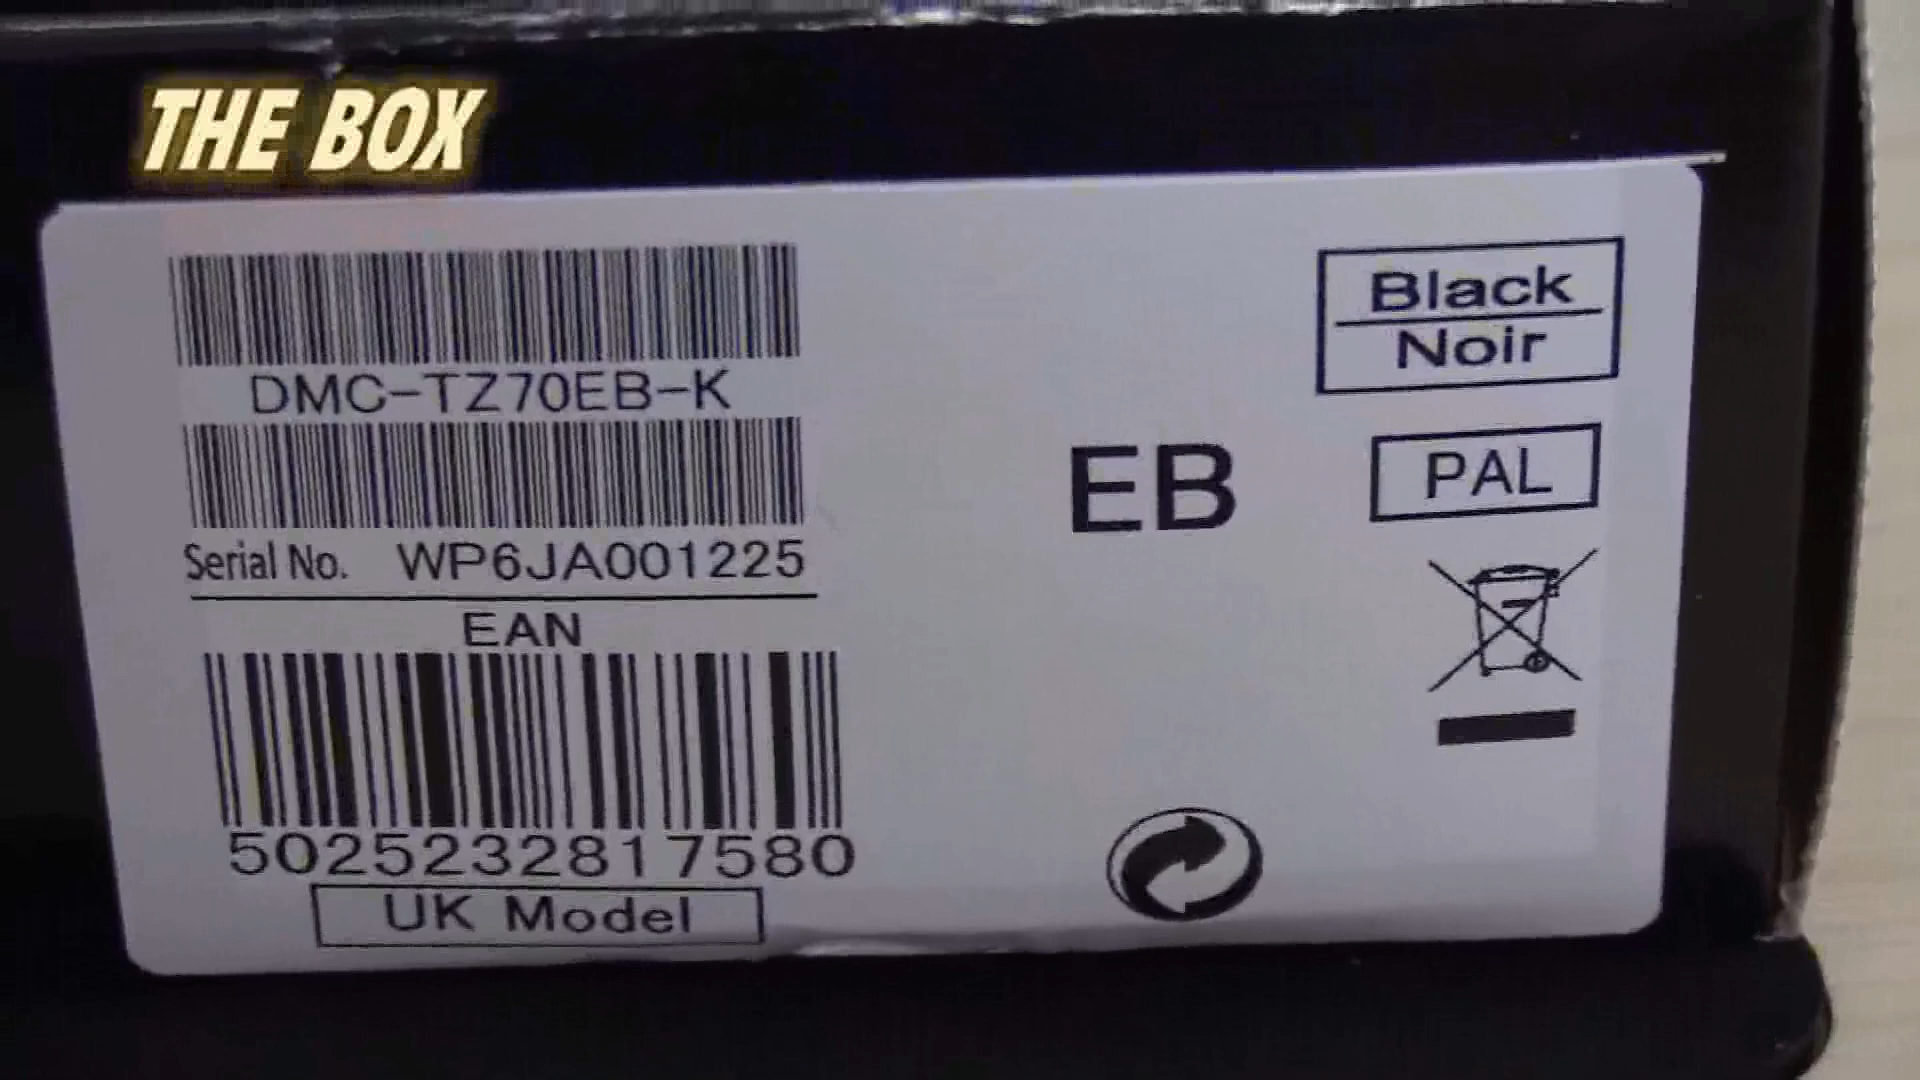 THE BOX
DMC-TZ70EB-K
Serial No. WP6JA001225
EAN
5025232817580
UK Model
EB
Black
Noir
PAL